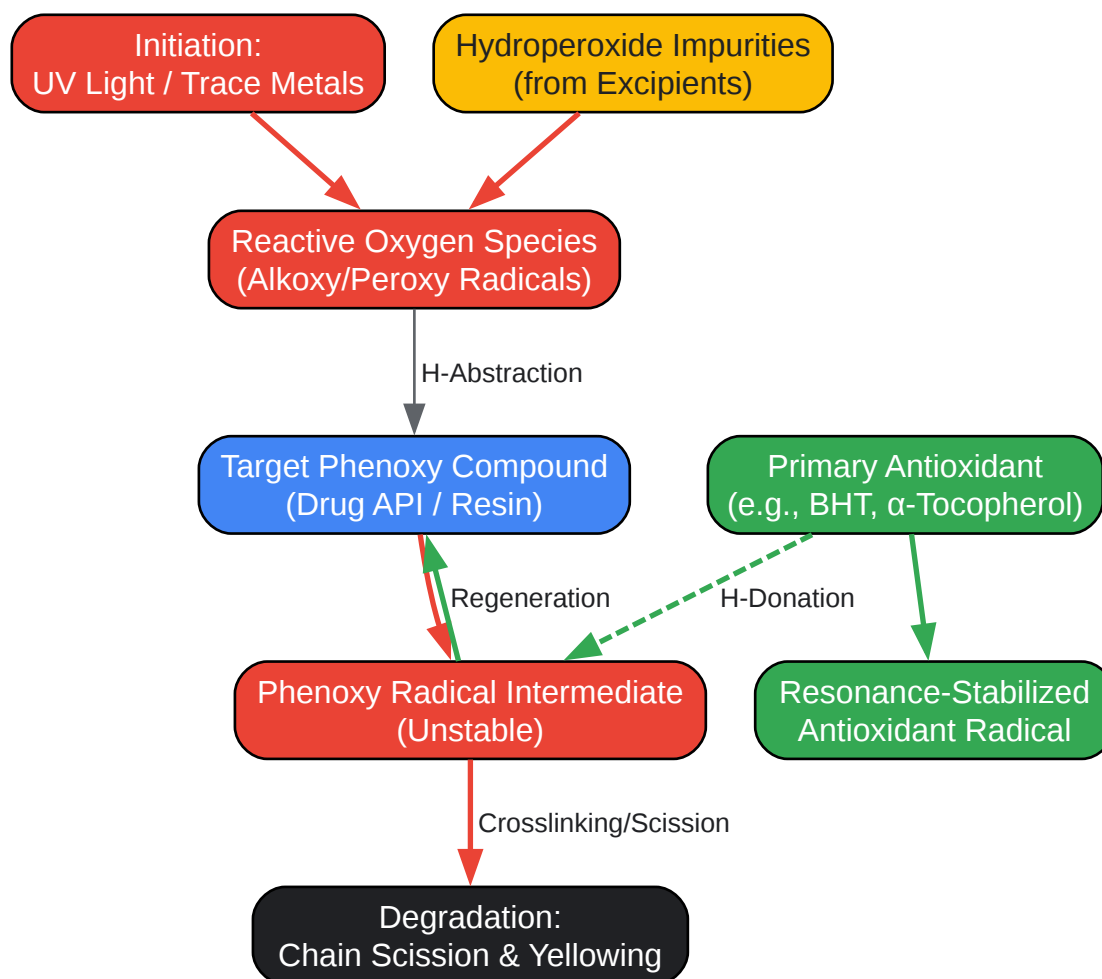 Initiation:
UV Light / Trace Metals
Hydroperoxide Impurities
(from Excipients)
Reactive Oxygen Species
(Alkoxy/Peroxy Radicals)
H-Abstraction
Target Phenoxy Compound
(Drug API / Resin)
Primary Antioxidant
(e.g., BHT, α-Tocopherol)
Regeneration
H-Donation
Phenoxy Radical Intermediate
(Unstable)
Resonance-Stabilized
Antioxidant Radical
Crosslinking/Scission
Degradation:
Chain Scission & Yellowing